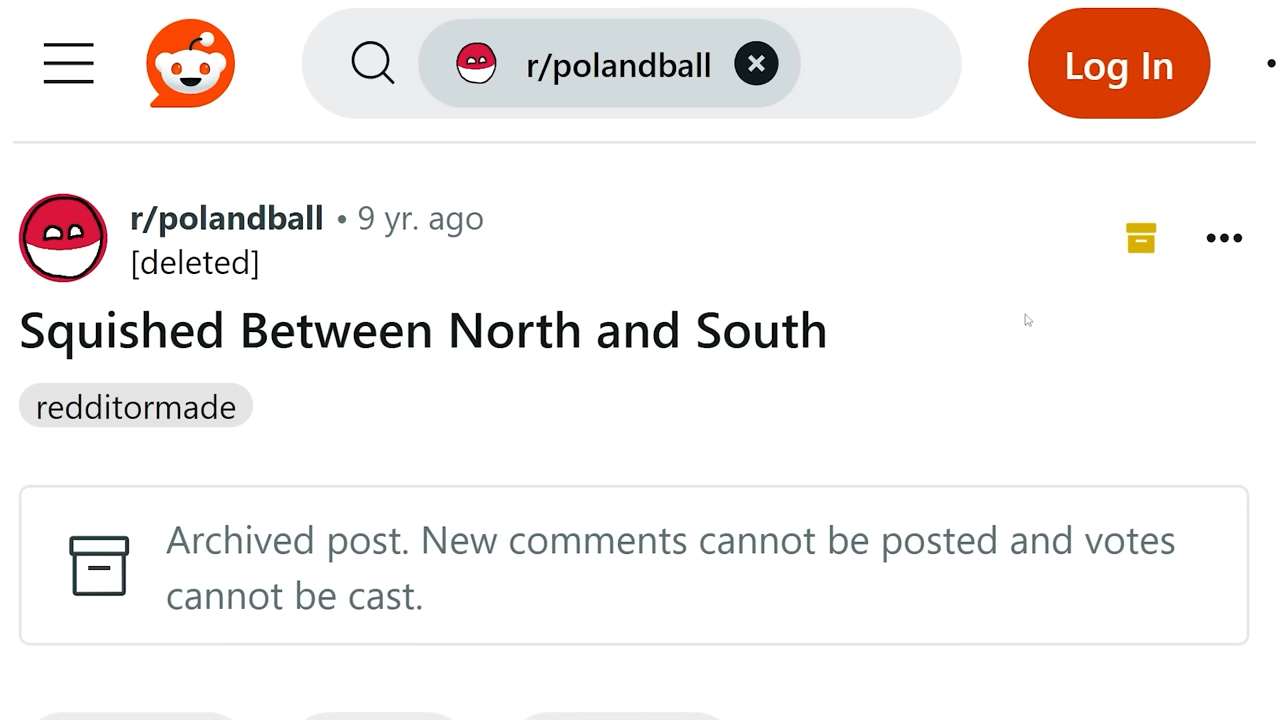 r/polandball
Log In
r/polandball • 9 yr. ago
[deleted]
Squished Between North and South
redditormade
Archived post. New comments cannot be posted and votes
cannot be cast.